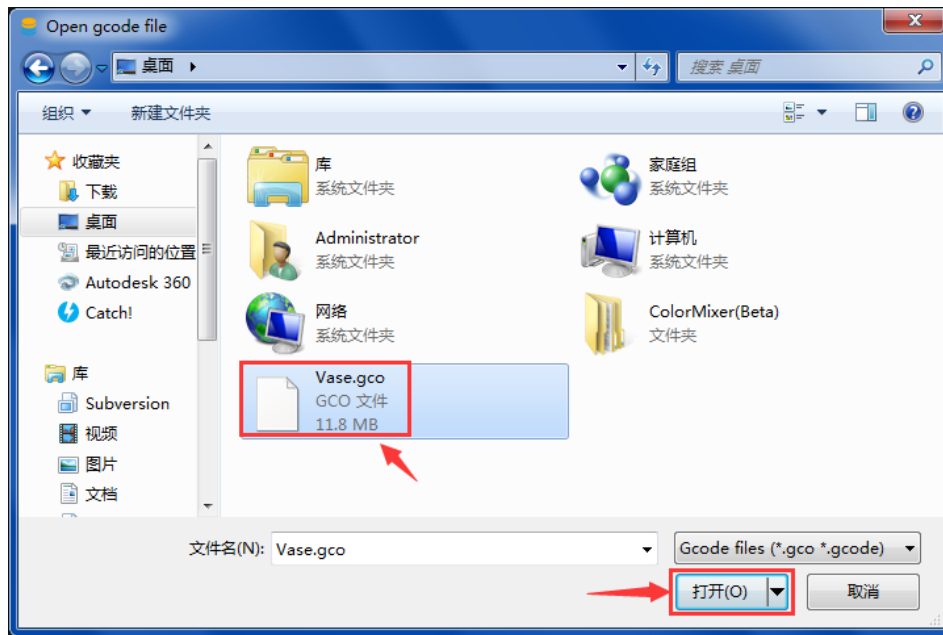 Open gcode file
桌面
搜索 桌面
组织
新建文件夹
收藏夹
下载
桌面
最近访问的位置
Autodesk 360
Catch!
库
Subversion
视频
图片
文档
库
系统文件夹
家庭组
系统文件夹
Administrator
系统文件夹
计算机
系统文件夹
网络
系统文件夹
ColorMixer(Beta)
文件夹
Vase.gco
GCO 文件
11.8 MB
文件名(N): Vase.gco
Gcode files (*.gco *.gcode)
打开(O)
取消